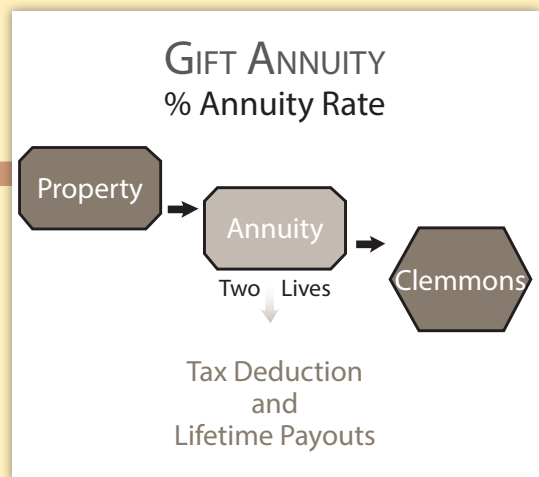 GIFT ANNUITY
% Annuity Rate
Property
Annuity
Clemmons
Two Lives
Tax Deduction
and
Lifetime Payouts